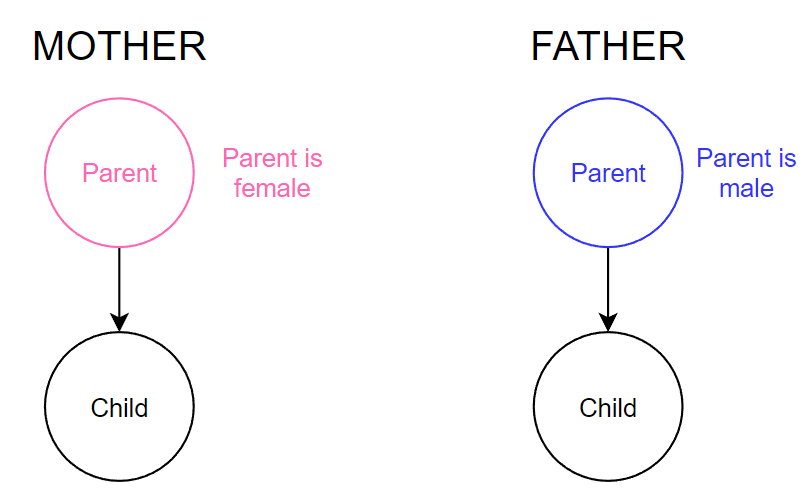 MOTHER
Parent
Parent is
female
Child
FATHER
Parent
Parent is
male
Child